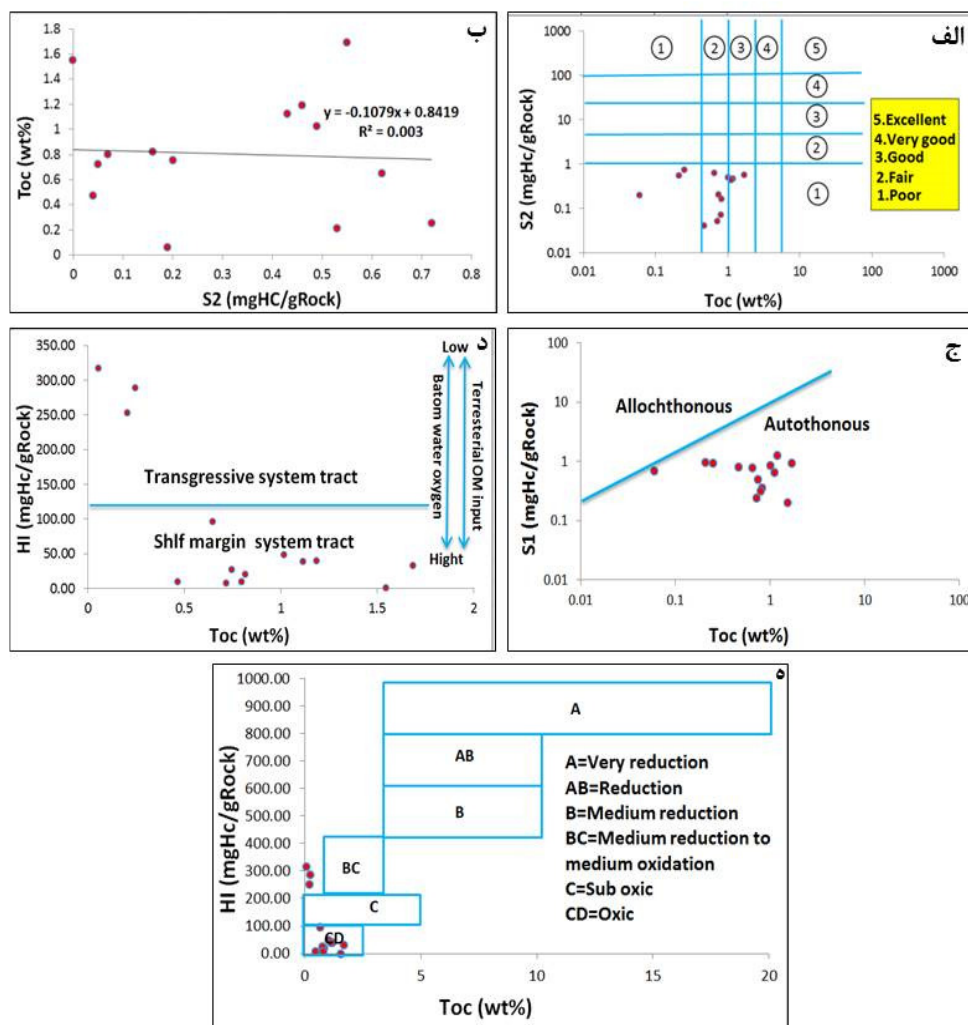 ب
1.8
1.6
1.4
1.2
1
0.8
0.6
0.4
0.2
0
Toc (wt%)
y = -0.1079x + 0.8419
R² = 0.003
0 0.1 0.2 0.3 0.4 0.5 0.6 0.7 0.8
S2 (mgHC/gRock)
الف
1000
100
10
1
0.1
0.01
S2 (mgHc/gRock)
1 2 3 4 5
4
3
2
1
5.Excellent
4.Very good
3.Good
2.Fair
1.Poor
0.01 0.1 1 10 100 1000
Toc (wt%)
د
350.00
300.00
250.00
200.00
150.00
100.00
50.00
0.00
HI (mgHc/gRock)
Low
Batom water oxygen
Terresterial OM input
Hight
Transgressive system tract
Shlf margin system tract
0 0.5 1 1.5 2
Toc (wt%)
ج
100
10
1
0.1
0.01
S1 (mgHc/gRock)
Allochthonous
Autothonous
0.01 0.1 1 10 100
Toc (wt%)
ه
1000.00
900.00
800.00
700.00
600.00
500.00
400.00
300.00
200.00
100.00
0.00
HI (mgHc/gRock)
A
AB
B
BC
C
CD
A=Very reduction
AB=Reduction
B=Medium reduction
BC=Medium reduction to
medium oxidation
C=Sub oxic
CD=Oxic
0 5 10 15 20
Toc (wt%)